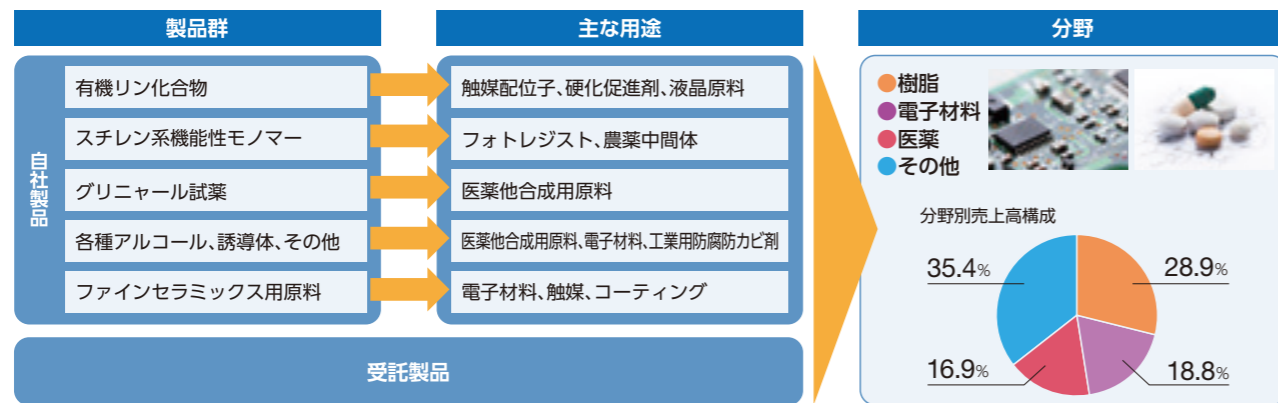 製品群
主な用途
分野
自社製品
有機リン化合物
触媒配位子、硬化促進剤、液晶原料
スチレン系機能性モノマー
フォトレジスト、農薬中間体
グリニャール試薬
医薬他合成用原料
各種アルコール、誘導体、その他
医薬他合成用原料、電子材料、工業用防腐防カビ剤
ファインセラミックス用原料
電子材料、触媒、コーティング
受託製品
●樹脂
●電子材料
●医薬
●その他
分野別売上高構成
35.4%
28.9%
16.9%
18.8%